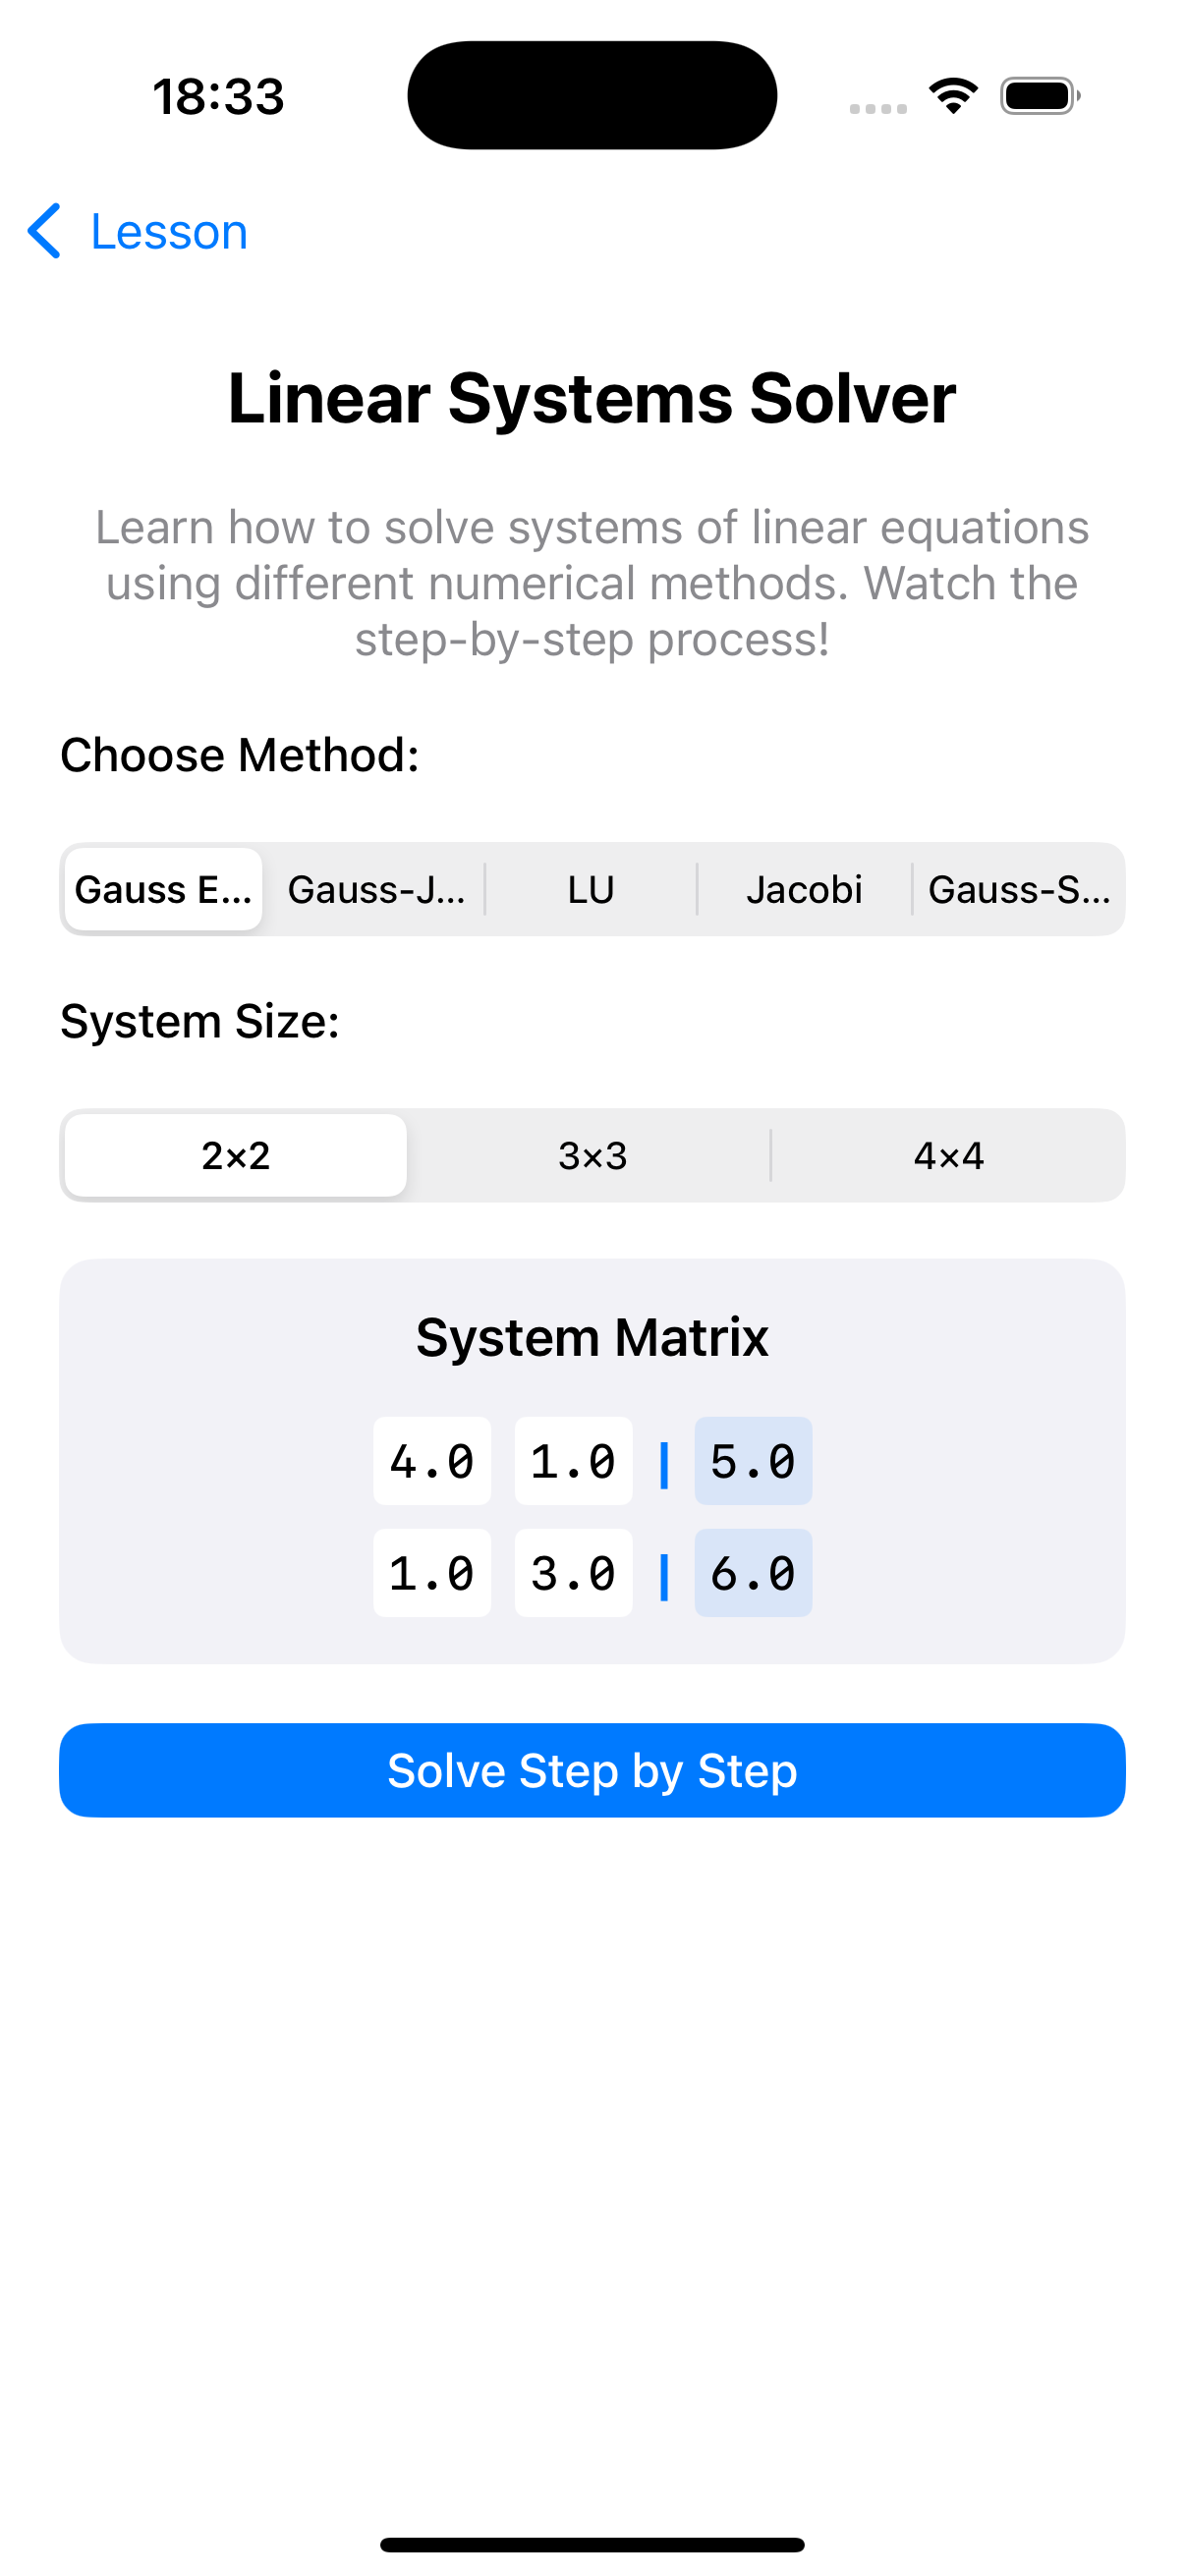 18:33
Lesson
Linear Systems Solver
Learn how to solve systems of linear equations
using different numerical methods. Watch the
step-by-step process!
Choose Method:
Gauss E... Gauss-J... LU Jacobi Gauss-S...
System Size:
2×2 3×3 4×4
System Matrix
4.0 1.0 | 5.0
1.0 3.0 | 6.0
Solve Step by Step